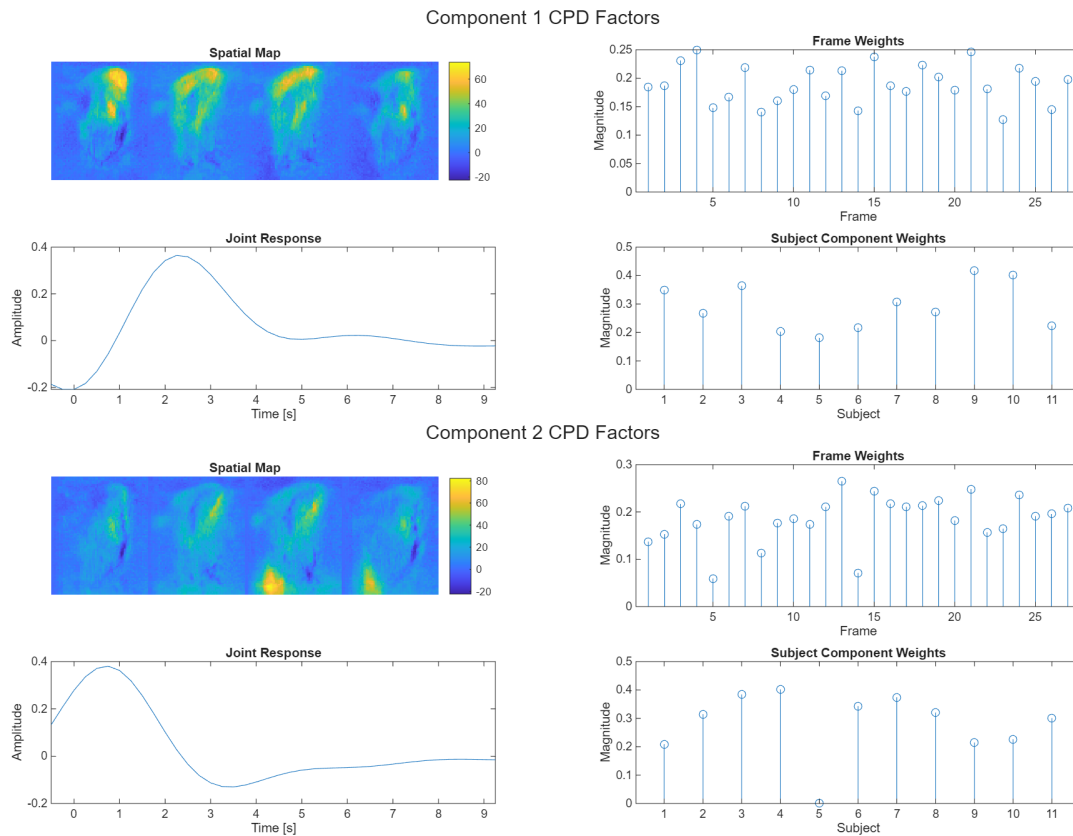 Component 1 CPD Factors
Spatial Map
60
40
20
0
-20
Frame Weights
0.25
0.2
0.15
0.1
0.05
0
Magnitude
5 10 15 20 25
Frame
Joint Response
0.4
0.2
0
-0.2
Amplitude
0 1 2 3 4 5 6 7 8 9
Time [s]
Subject Component Weights
0.5
0.4
0.3
0.2
0.1
0
Magnitude
1 2 3 4 5 6 7 8 9 10 11
Subject
Component 2 CPD Factors
Spatial Map
80
60
40
20
0
-20
Frame Weights
0.3
0.2
0.1
0
Magnitude
5 10 15 20 25
Frame
Joint Response
0.4
0.2
0
-0.2
Amplitude
0 1 2 3 4 5 6 7 8 9
Time [s]
Subject Component Weights
0.5
0.4
0.3
0.2
0.1
0
Magnitude
1 2 3 4 5 6 7 8 9 10 11
Subject